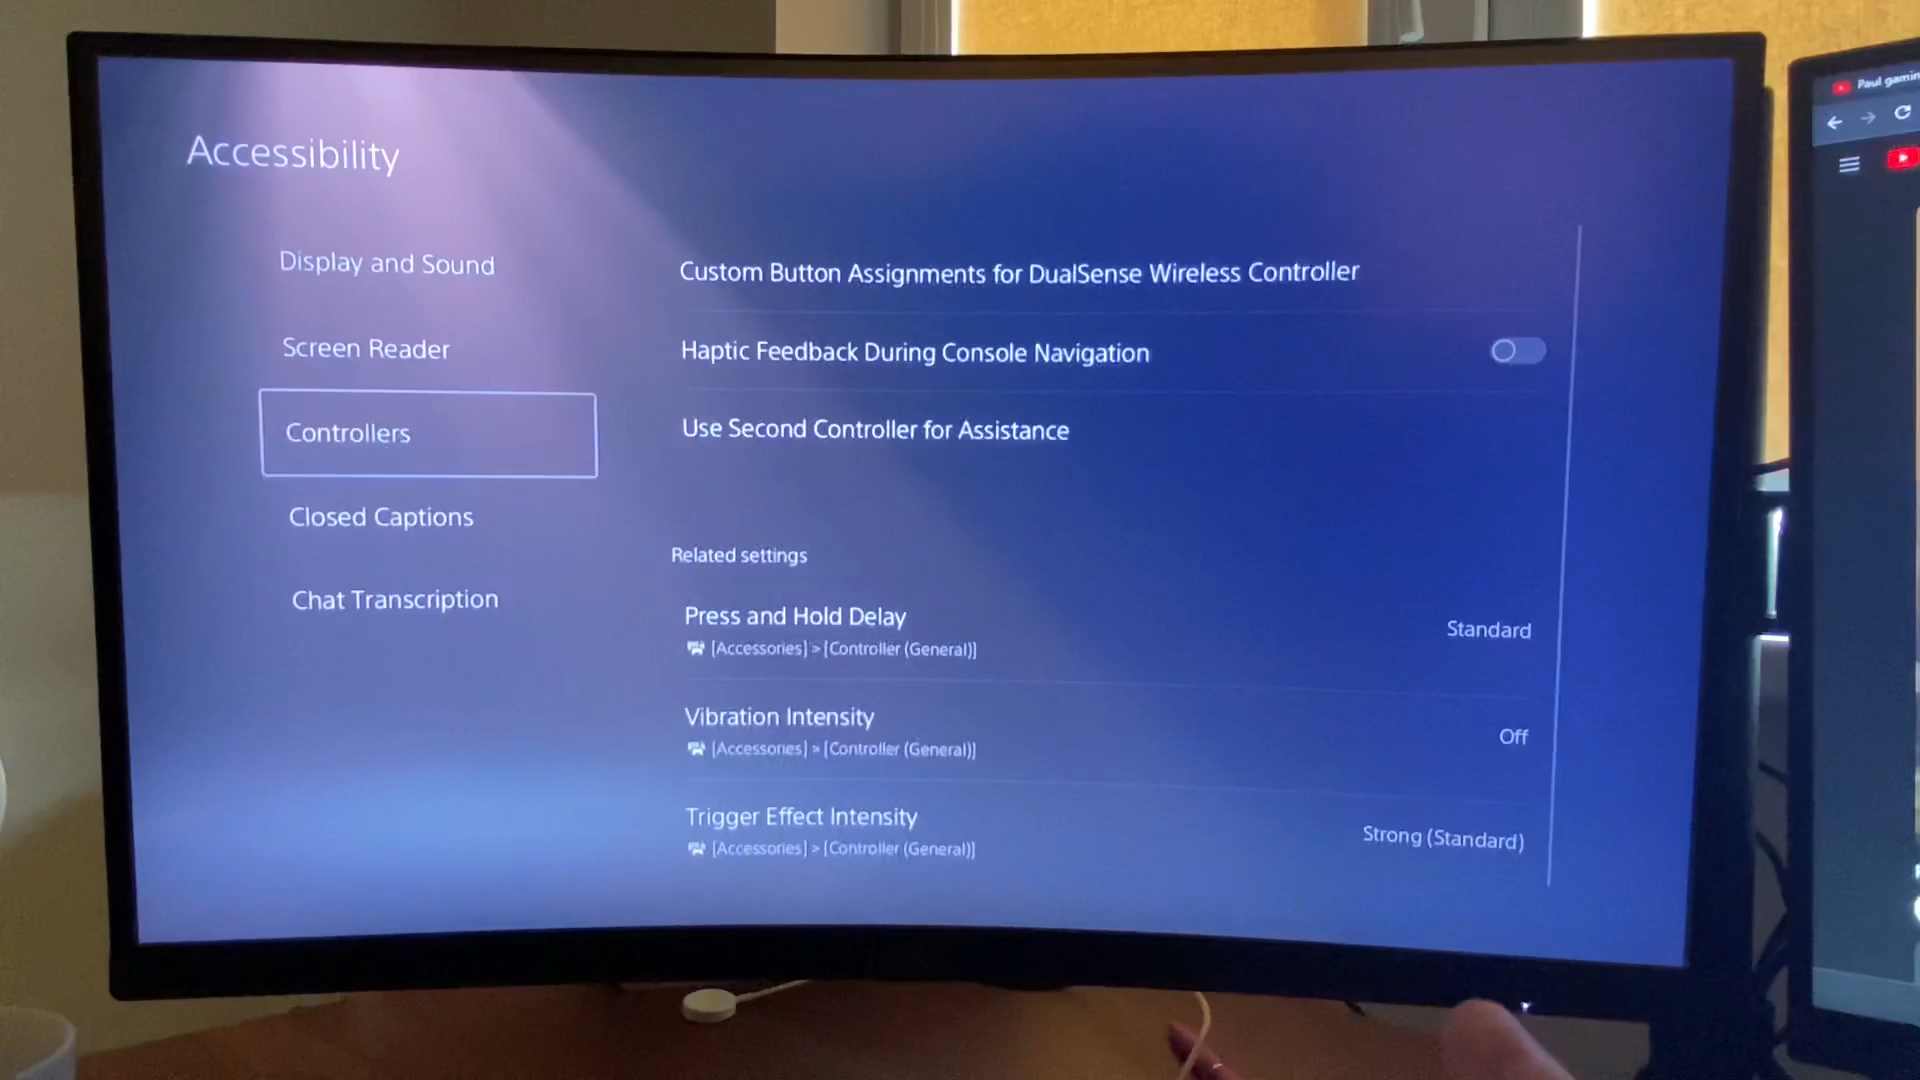 Accessibility
Display and Sound
Screen Reader
Controllers
Closed Captions
Chat Transcription
Custom Button Assignments for DualSense Wireless Controller
Haptic Feedback During Console Navigation
Use Second Controller for Assistance
Related settings
Press and Hold Delay
[Accessories] > [Controller (General)]
Standard
Vibration Intensity
[Accessories] > [Controller (General)]
Off
Trigger Effect Intensity
[Accessories] > [Controller (General)]
Strong (Standard)
Paul gamin